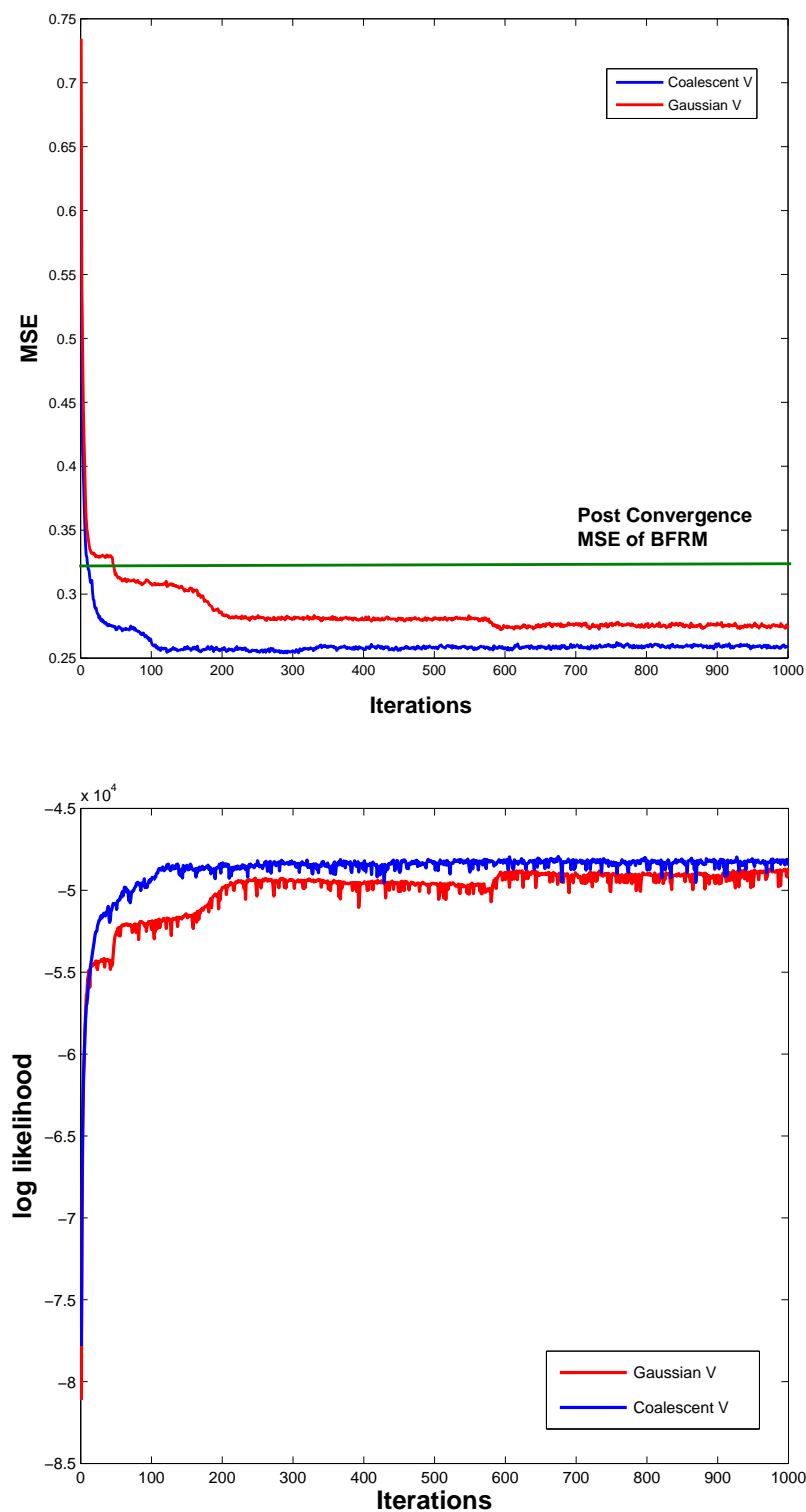 0.75
0.7
0.65
0.6
0.55
0.5
0.45
0.4
0.35
0.3
0.25
MSE
Coalescent V
Gaussian V
Post Convergence
MSE of BFRM
0 100 200 300 400 500 600 700 800 900 1000
Iterations
x 10^4
−4.5
−5
−5.5
−6
−6.5
−7
−7.5
−8
−8.5
log likelihood
Gaussian V
Coalescent V
0 100 200 300 400 500 600 700 800 900 1000
Iterations